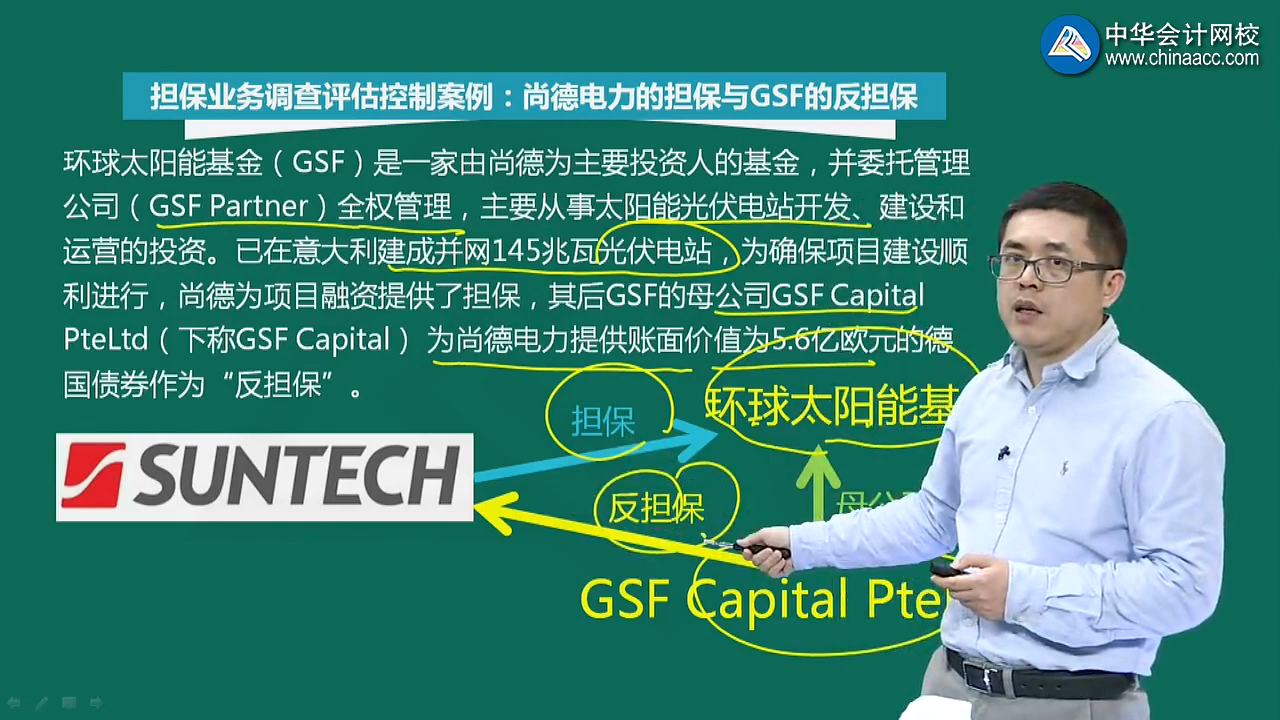 中华会计网校
www.chinaacc.com
担保业务调查评估控制案例：尚德电力的担保与GSF的反担保
环球太阳能基金（GSF）是一家由尚德为主要投资人的基金，并委托管理
公司（GSF Partner）全权管理，主要从事太阳能光伏电站开发、建设和
运营的投资。已在意大利建成并网145兆瓦光伏电站，为确保项目建设顺
利进行，尚德为项目融资提供了担保，其后GSF的母公司GSF Capital
PteLtd（下称GSF Capital） 为尚德电力提供账面价值为5.6亿欧元的德
国债券作为“反担保”。
担保
环球太阳能基
SUNTECH
反担保
母公
GSF Capital Pte